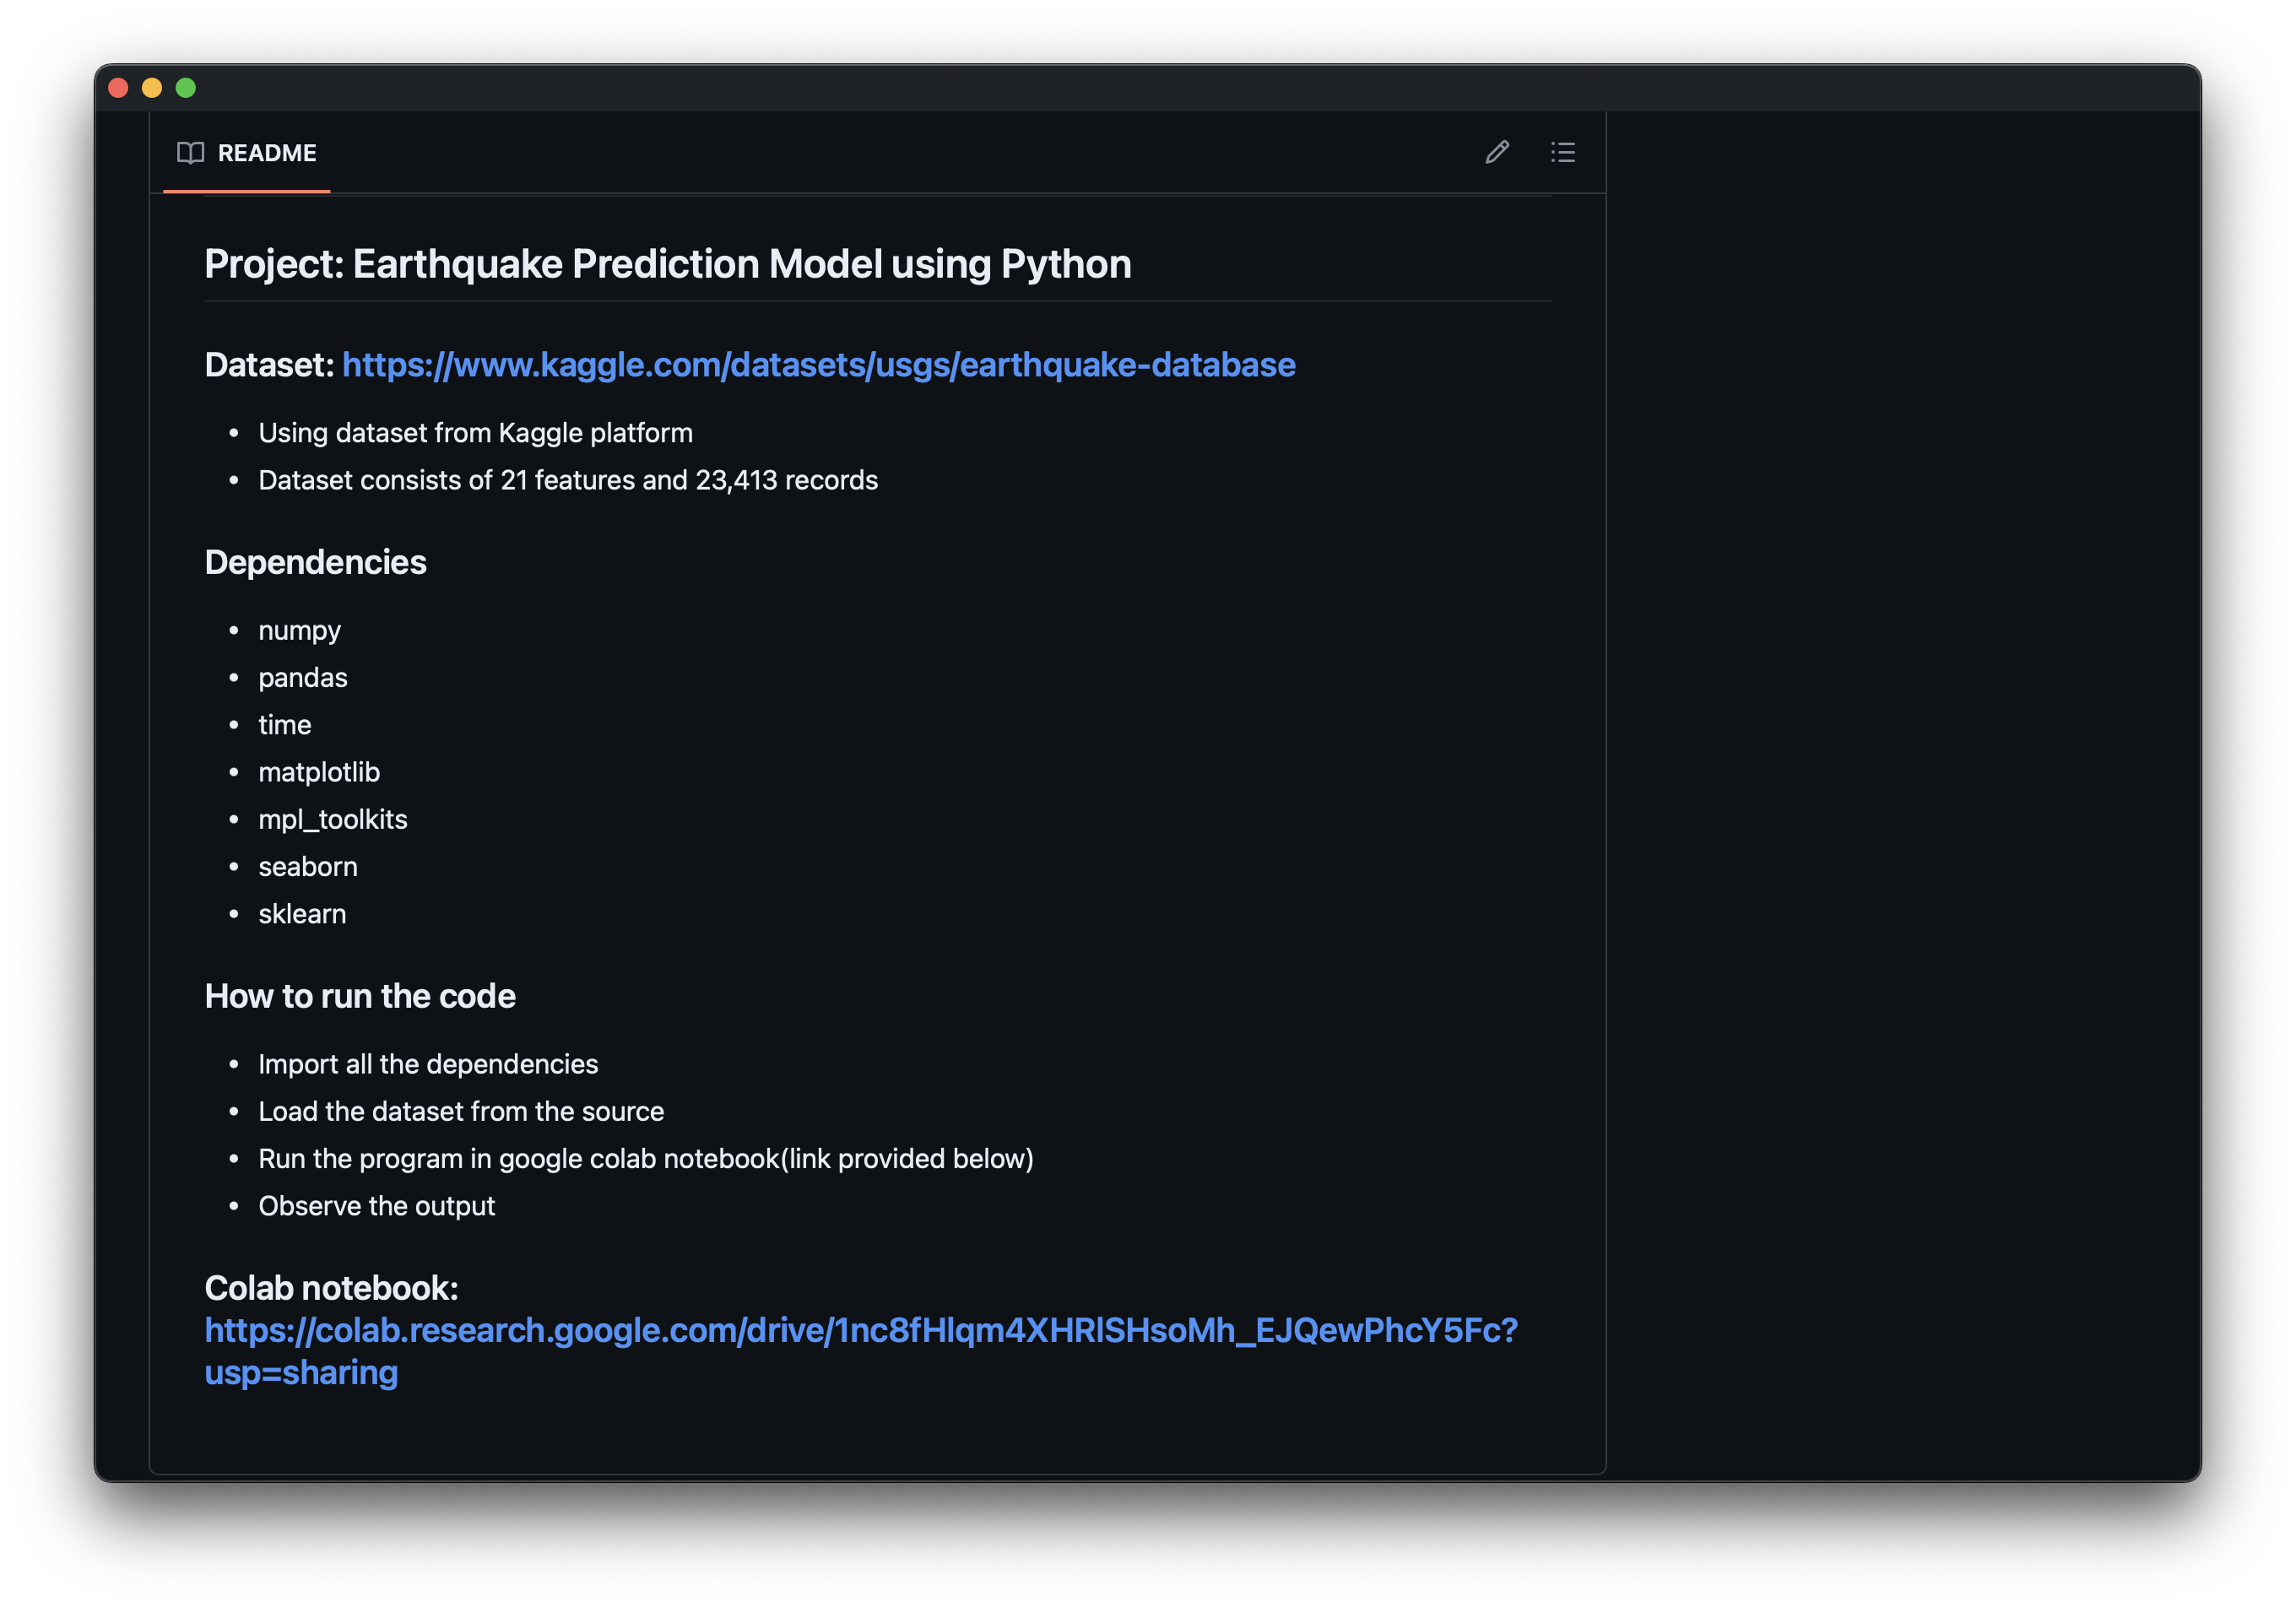 README
Project: Earthquake Prediction Model using Python
Dataset: https://www.kaggle.com/datasets/usgs/earthquake-database
• Using dataset from Kaggle platform
• Dataset consists of 21 features and 23,413 records
Dependencies
• numpy
• pandas
• time
• matplotlib
• mpl_toolkits
• seaborn
• sklearn
How to run the code
• Import all the dependencies
• Load the dataset from the source
• Run the program in google colab notebook(link provided below)
• Observe the output
Colab notebook:
https://colab.research.google.com/drive/1nc8fHlqm4XHRlSHsoMh_EJQewPhcY5Fc?
usp=sharing